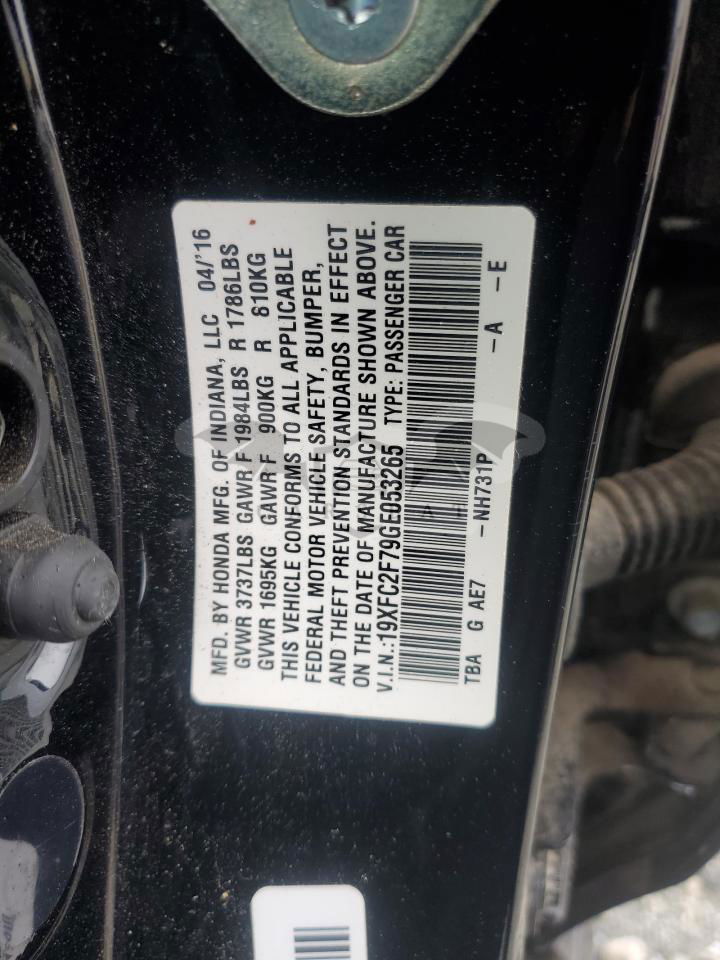 MFD. BY HONDA MFG. OF INDIANA, LLC 04/'16
GVWR 3737LBS GAWR F 1984LBS R 1786LBS
GVWR 1695KG GAWR F 900KG R 810KG
THIS VEHICLE CONFORMS TO ALL APPLICABLE
FEDERAL MOTOR VEHICLE SAFETY, BUMPER,
AND THEFT PREVENTION STANDARDS IN EFFECT
ON THE DATE OF MANUFACTURE SHOWN ABOVE.
V.I.N.:19XFC2F79GE053265 TYPE: PASSENGER CAR
TBA G AE7 -NH731P -A -E